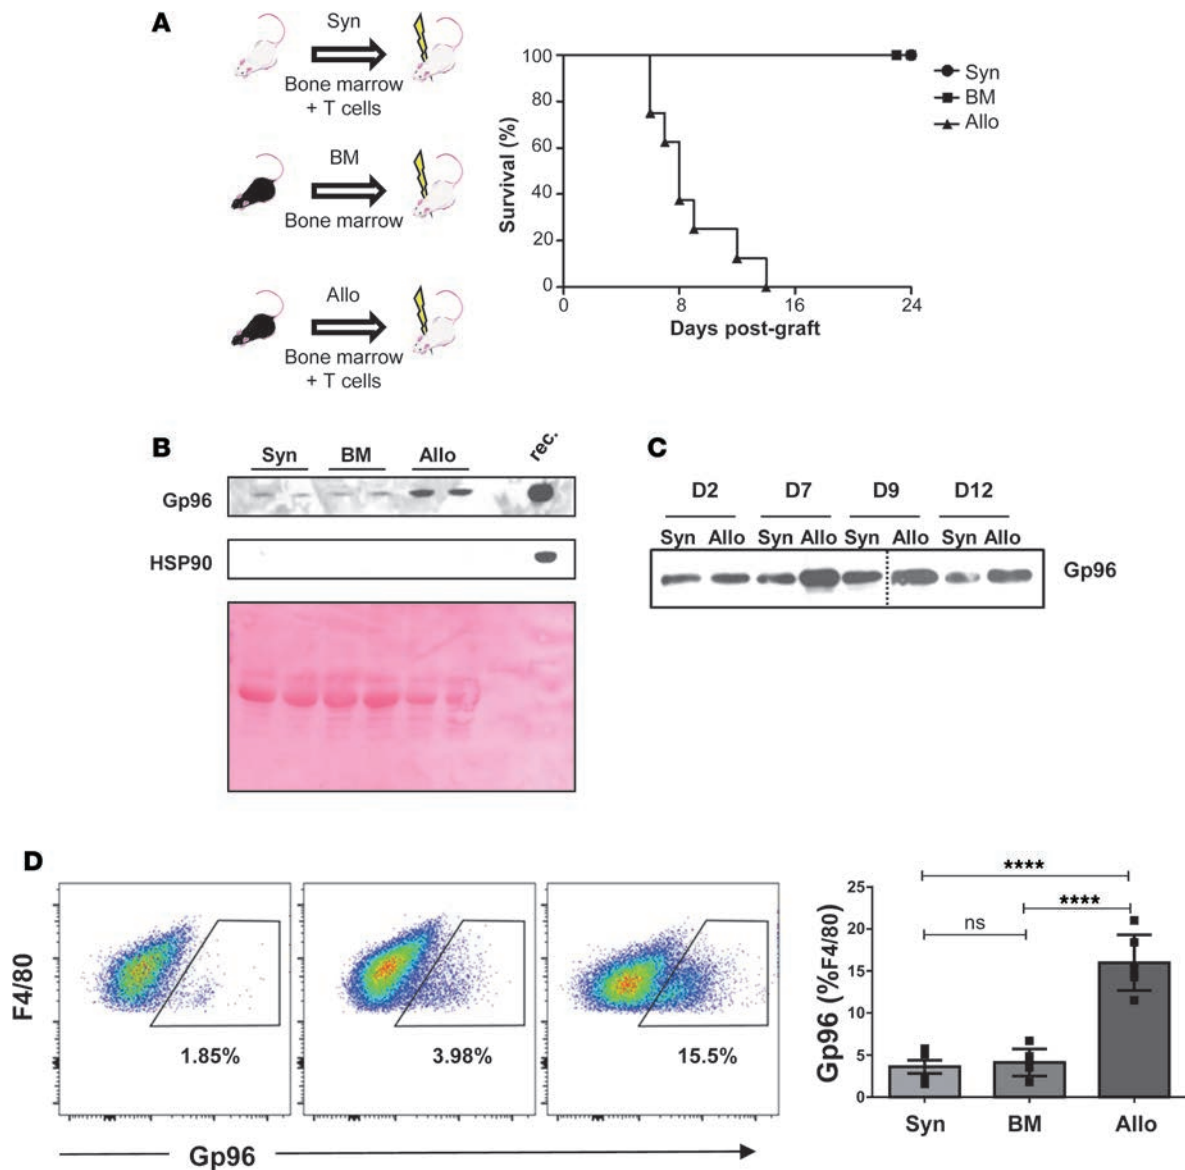 A
Syn
Bone marrow
+ T cells
BM
Bone marrow
Allo
Bone marrow
+ T cells
Survival (%)
100
80
60
40
20
0
0 8 16 24
Days post-graft
Syn
BM
Allo
B
Syn BM Allo rec.
Gp96
HSP90
C
D2 D7 D9 D12
Syn Allo Syn Allo Syn Allo Syn Allo
Gp96
D
F4/80
1.85% 3.98% 15.5%
Gp96
Gp96 (%F4/80)
25
20
15
10
5
0
****
****
ns
Syn BM Allo